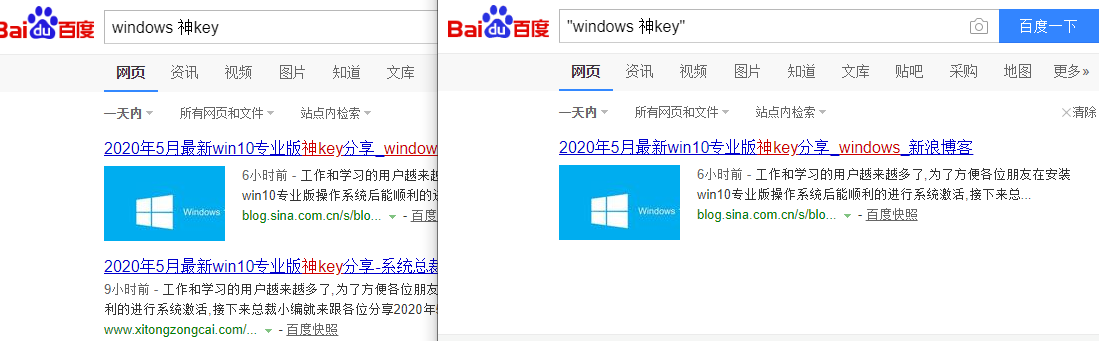 Bai du 百度
windows 神key
网页 资讯 视频 图片 知道 文库
一天内 所有网页和文件 站点内检索
2020年5月最新win10专业版神key分享_window
6小时前 - 工作和学习的用户越来越多了,为了方便各位朋
win10专业版操作系统后能顺利的
Windows
blog.sina.com.cn/s/blo... - 百度
2020年5月最新win10专业版神key分享-系统总裁
9小时前 - 工作和学习的用户越来越多了,为了方便各位朋友
利的进行系统激活,接下来总裁小编就来跟各位分享2020年
www.xitongzongcai.com/... - 百度快照
Bai du 百度
"windows 神key"
百度一下
网页 资讯 视频 图片 知道 文库 贴吧 采购 地图 更多»
一天内 所有网页和文件 站点内检索 ×清除
2020年5月最新win10专业版神key分享_windows_新浪博客
6小时前 - 工作和学习的用户越来越多了,为了方便各位朋友在安装
win10专业版操作系统后能顺利的进行系统激活,接下来总...
Windows
blog.sina.com.cn/s/blo... - 百度快照